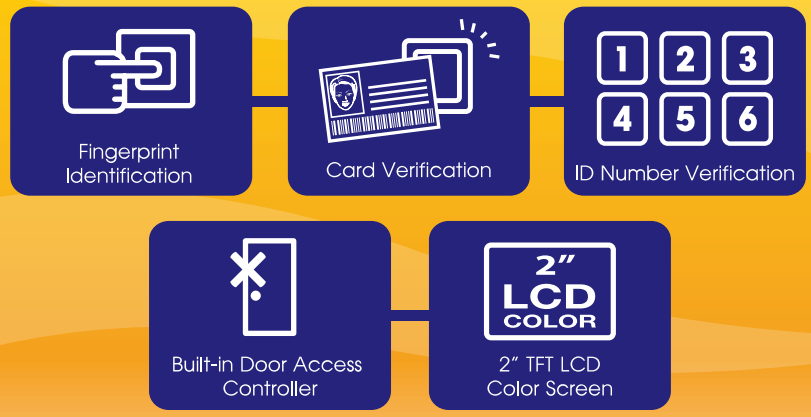 Fingerprint
Identification
Card Verification
1 2 3
4 5 6
ID Number Verification
Built-in Door Access
Controller
2"
LCD
COLOR
2" TFT LCD
Color Screen